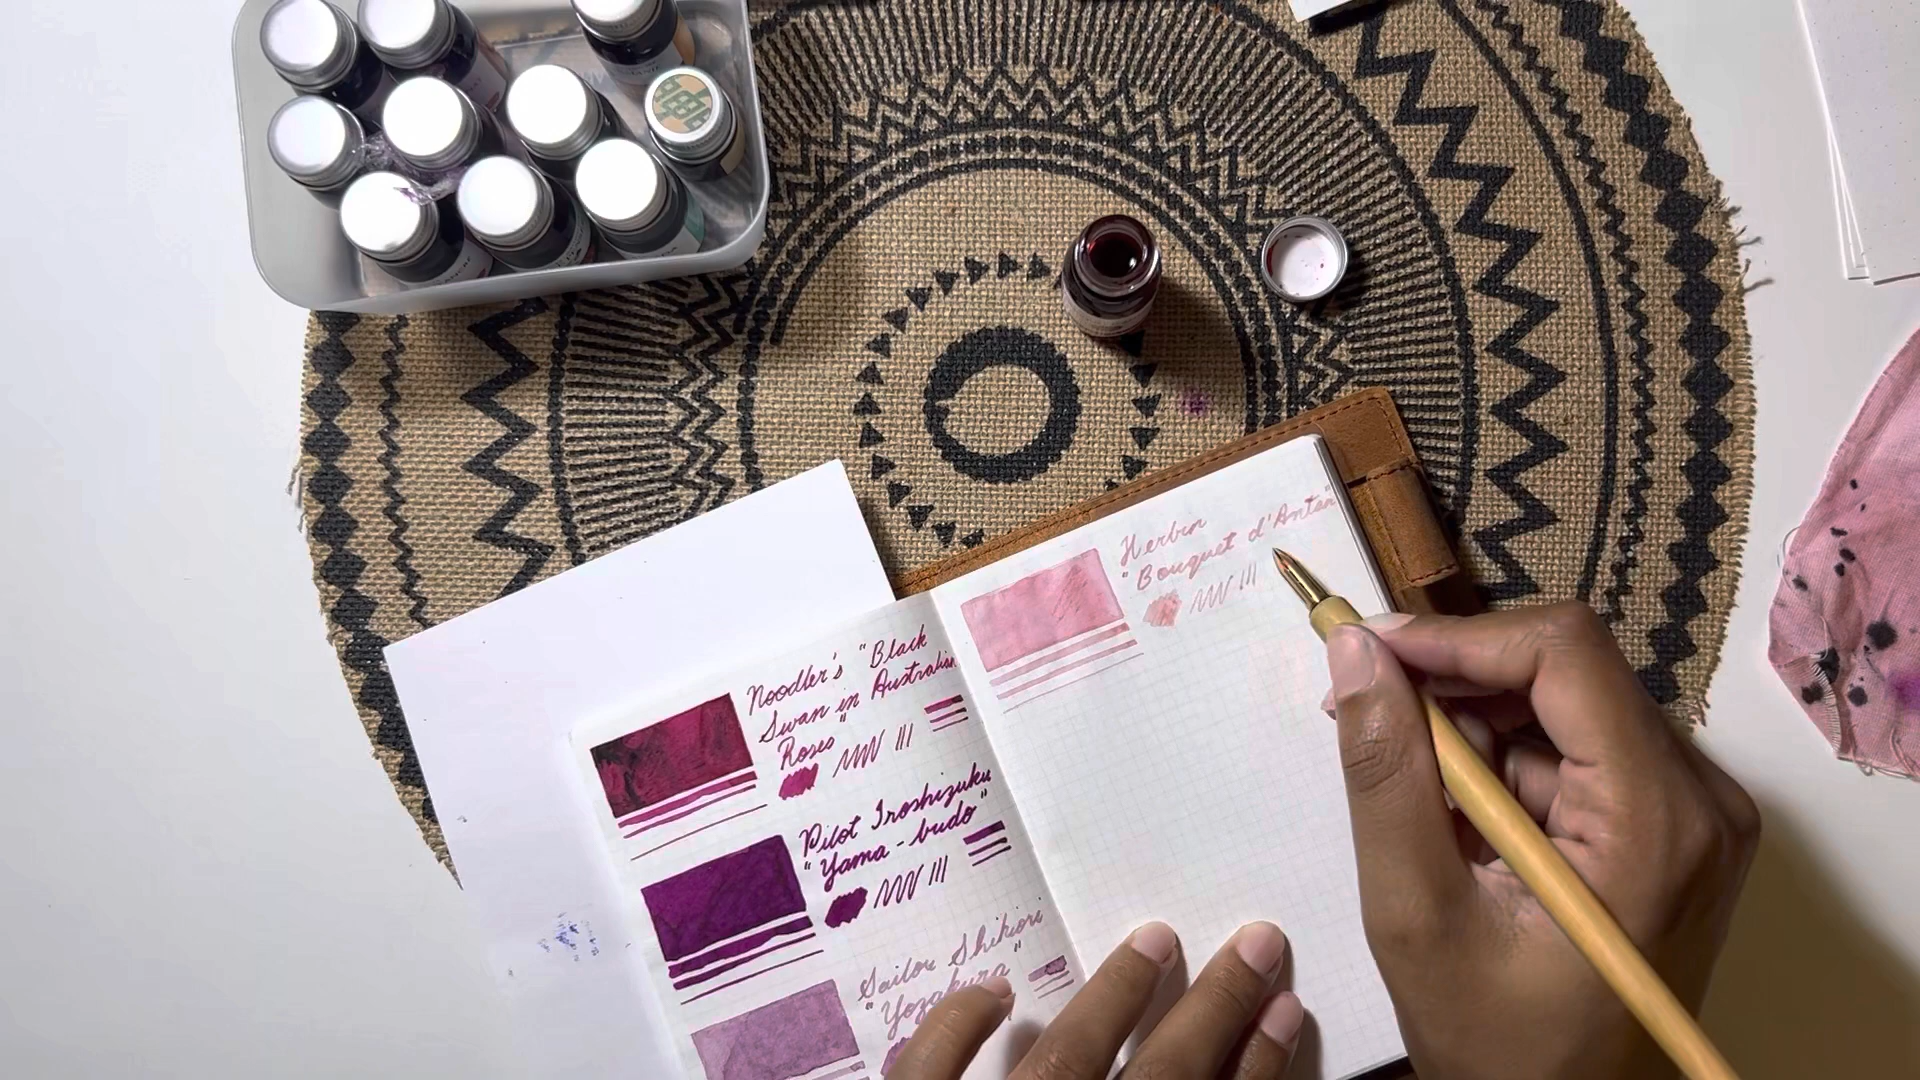 Noodler's "Black
Swan in Australian
Roses"
Pilot Iroshizuku
"Yama-budo"
Sailor Shikiori
"Yozakura"
Herbin
"Bouquet d'Antan"